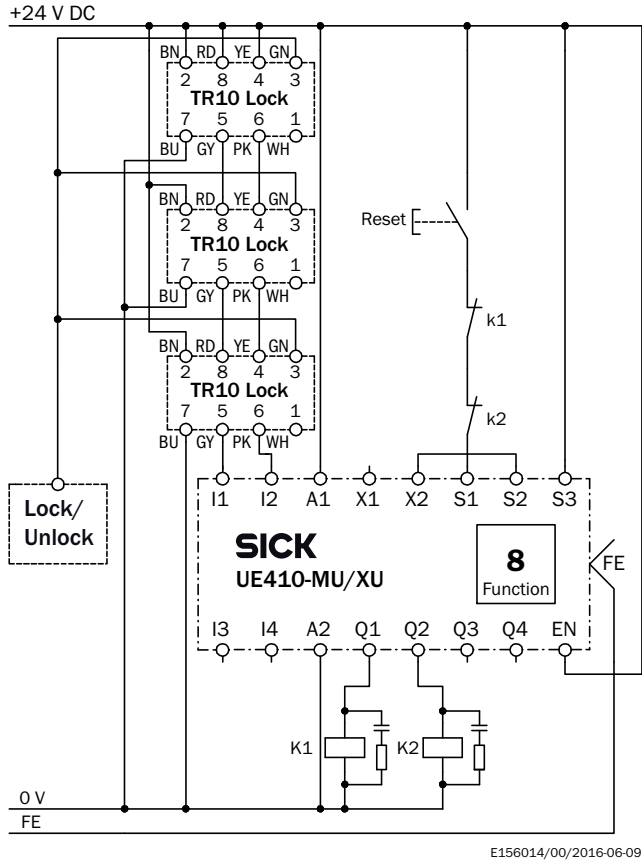 +24 V DC
BN RD YE GN
2 8 4 3
TR10 Lock
7 5 6 1
BU GY PK WH
BN RD YE GN
2 8 4 3
Reset
TR10 Lock
7 5 6 1
BU GY PK WH
k1
BN RD YE GN
2 8 4 3
TR10 Lock
7 5 6 1
k2
BU GY PK WH
I1 I2 A1 X1 X2 S1 S2 S3
Lock/
Unlock
SICK
UE410-MU/XU
8
Function
FE
I3 I4 A2 Q1 Q2 Q3 Q4 EN
K1 K2
0 V
FE
E156014/00/2016-06-09